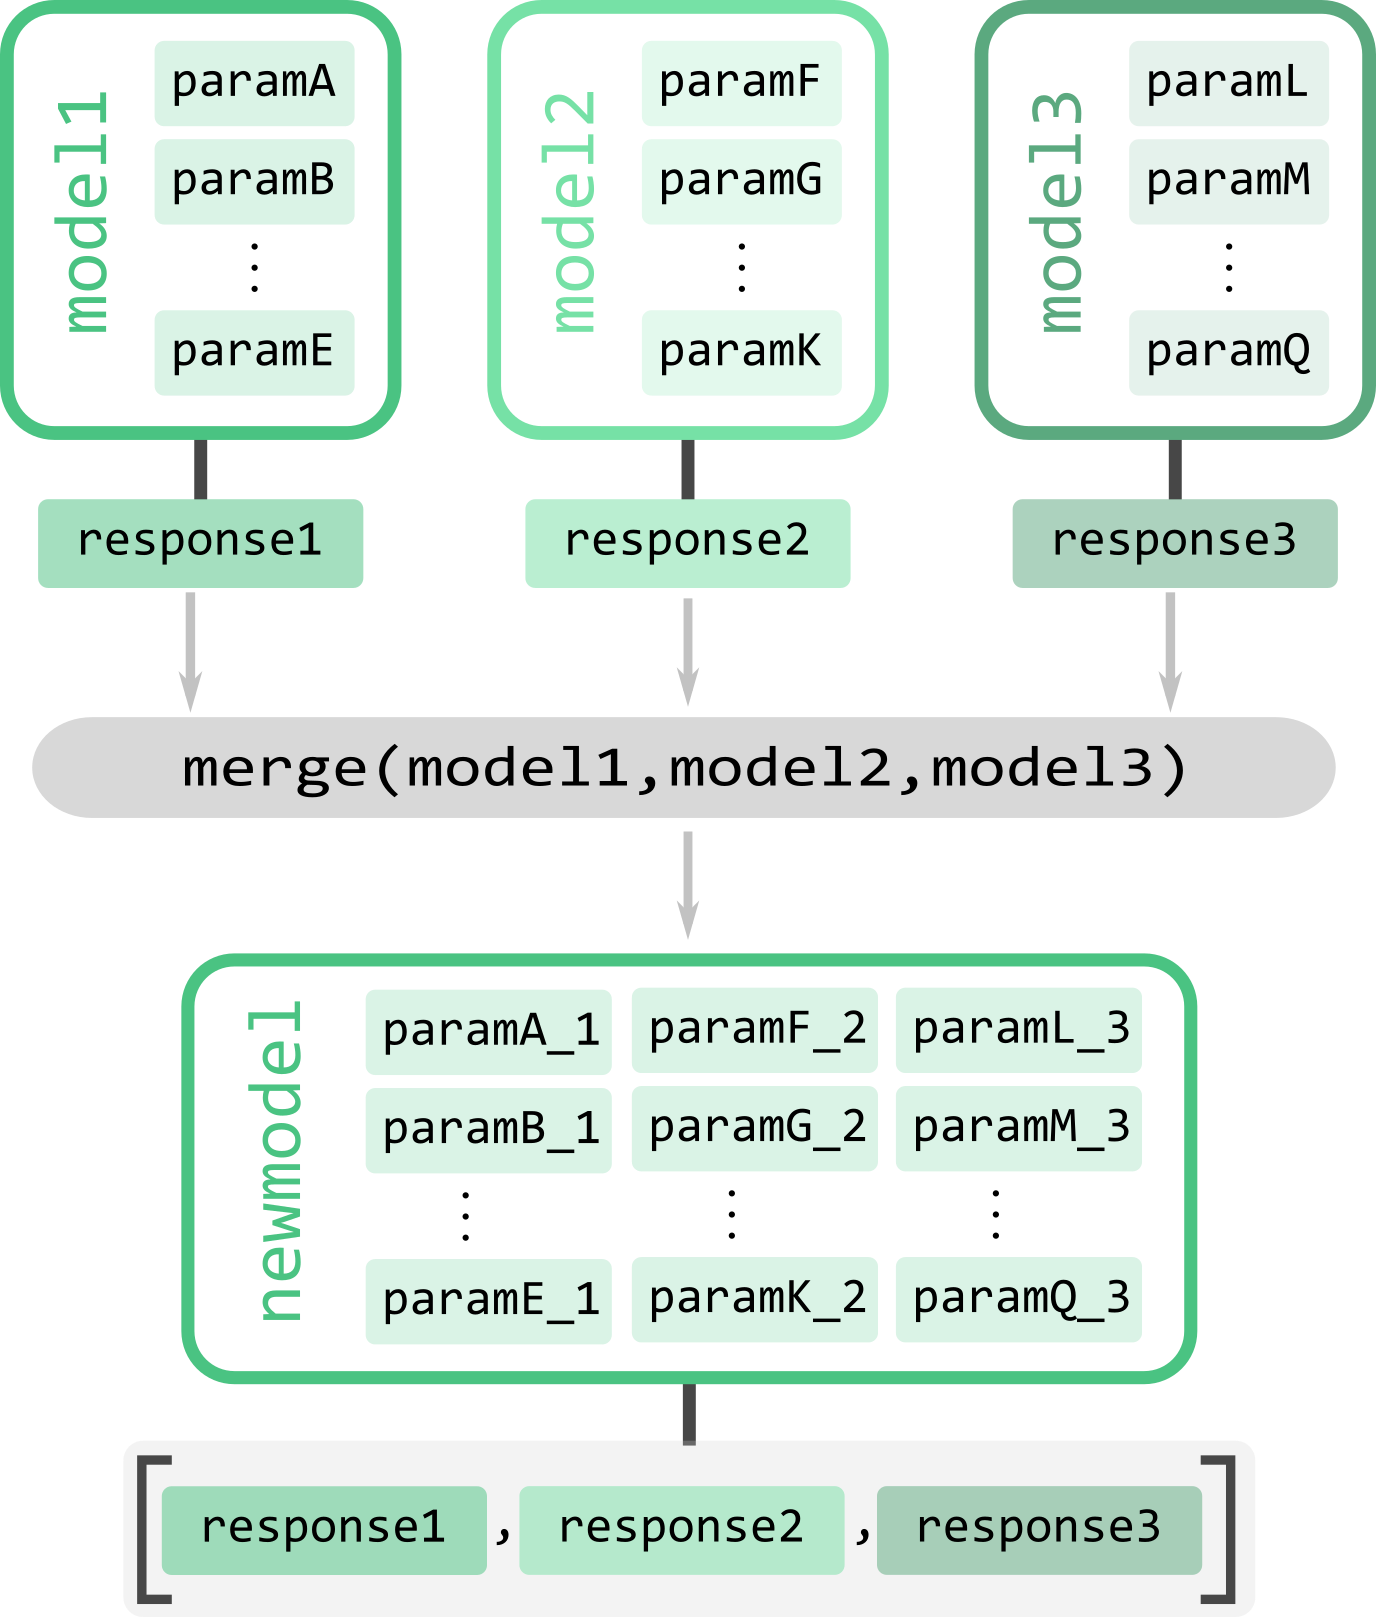 model1
paramA
paramB
⋮
paramE
model2
paramF
paramG
⋮
paramK
model3
paramL
paramM
⋮
paramQ
response1
response2
response3
merge(model1,model2,model3)
newmodel
paramA_1
paramF_2
paramL_3
paramB_1
paramG_2
paramM_3
⋮
⋮
⋮
paramE_1
paramK_2
paramQ_3
[response1,response2,response3]